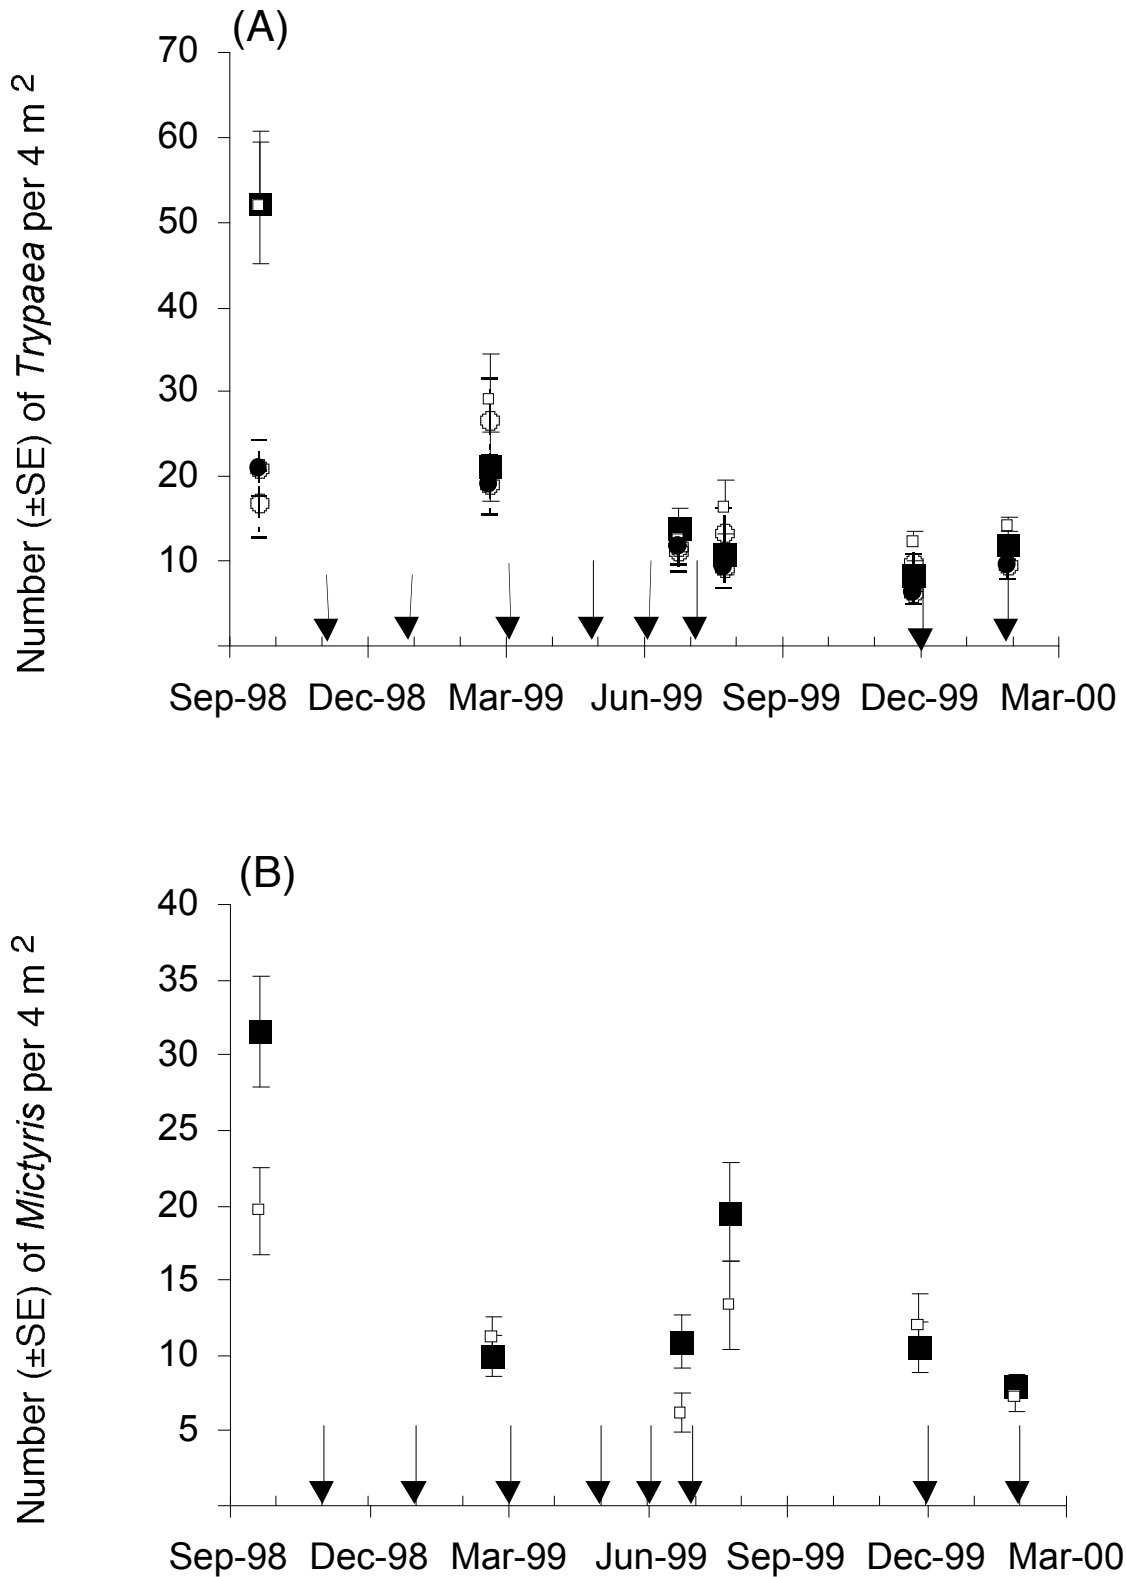 (A)
Number (±SE) of Trypaea per 4 m 2
70
60
50
40
30
20
10
Sep-98 Dec-98 Mar-99 Jun-99 Sep-99 Dec-99 Mar-00
(B)
Number (±SE) of Mictyris per 4 m 2
40
35
30
25
20
15
10
5
Sep-98 Dec-98 Mar-99 Jun-99 Sep-99 Dec-99 Mar-00